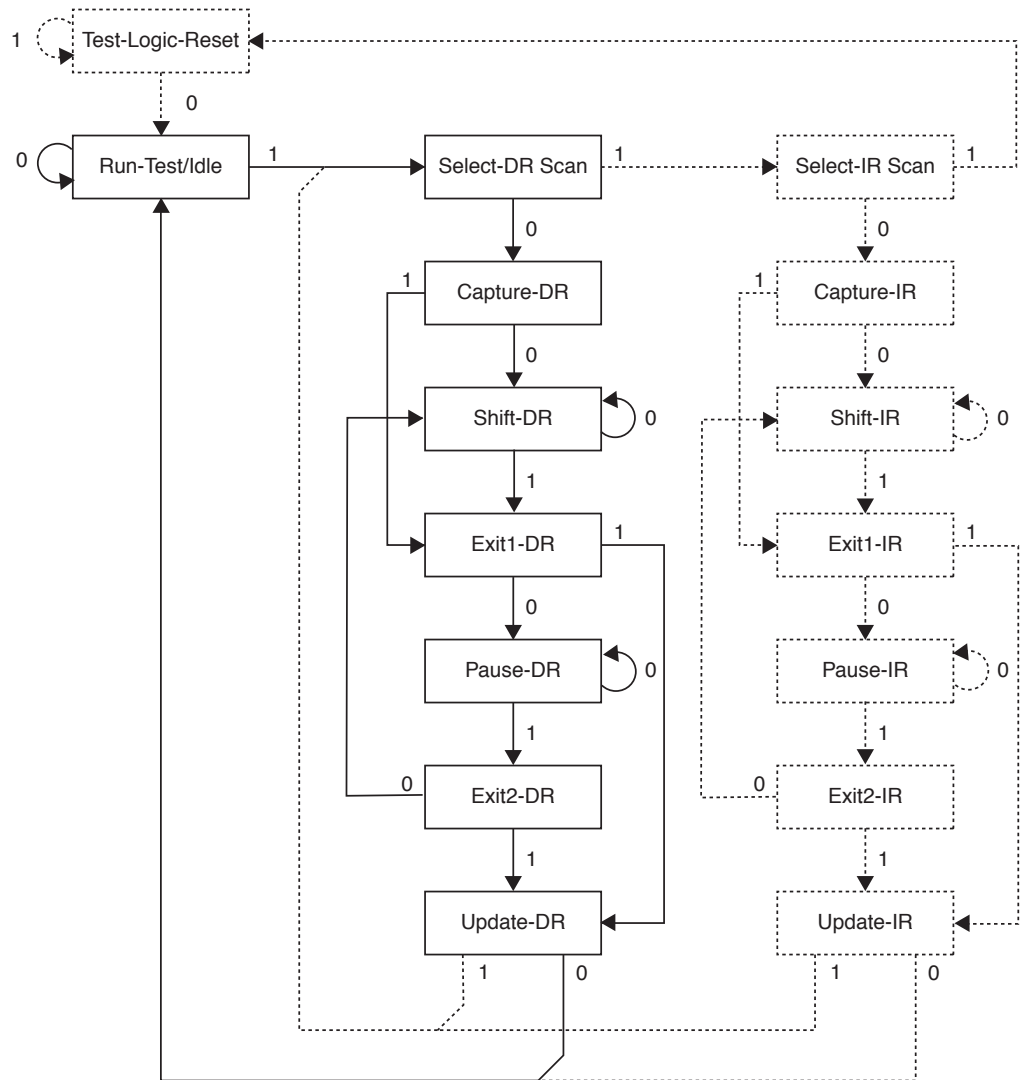 1 Test-Logic-Reset
0
0 Run-Test/Idle 1 Select-DR Scan 1 Select-IR Scan 1
0 0
1 Capture-DR 1 Capture-IR
0 0
Shift-DR 0 Shift-IR 0
1 1
Exit1-DR 1 Exit1-IR 1
0 0
Pause-DR 0 Pause-IR 0
1 1
0 Exit2-DR 0 Exit2-IR
1 1
Update-DR Update-IR
1 0 1 0